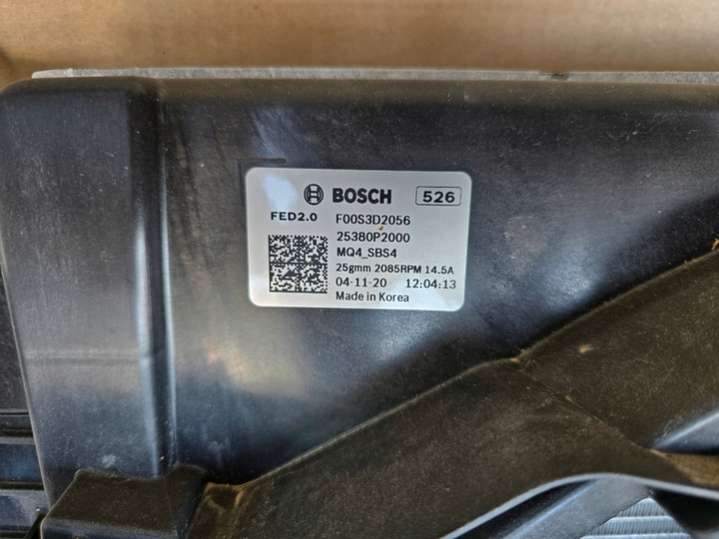 BOSCH 526
FED2.0 F00S3D2056
25380P2000
MQ4_SBS4
25gmm 2085RPM 14.5A
04-11-20 12:04:13
Made in Korea